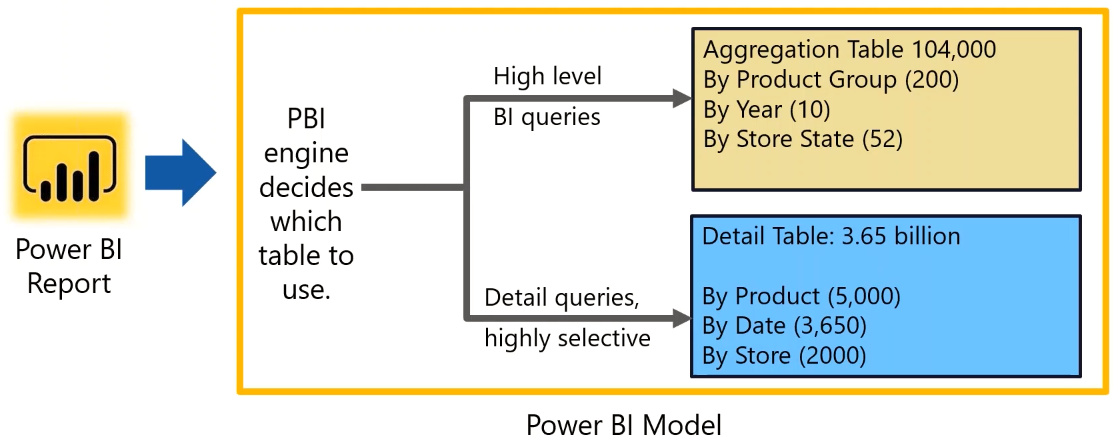 Power BI
Report
PBI
engine
decides
which
table to
use.
High level
BI queries
Detail queries,
highly selective
Aggregation Table 104,000
By Product Group (200)
By Year (10)
By Store State (52)
Detail Table: 3.65 billion
By Product (5,000)
By Date (3,650)
By Store (2000)
Power BI Model